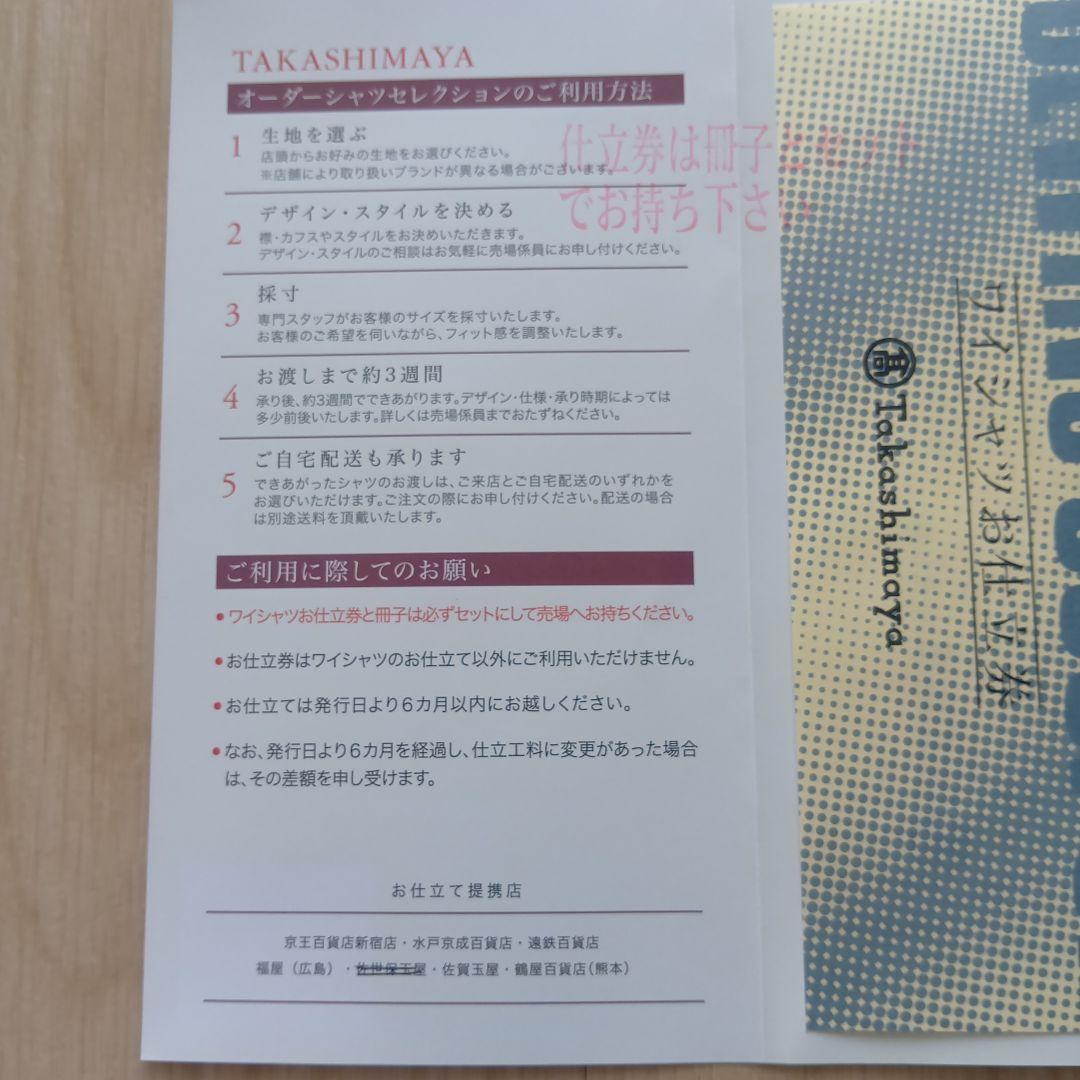 TAKASHIMAYA
オーダーシャツセレクションのご利用方法
1 生地を選ぶ
店頭からお好みの生地をお選びください。
※店舗により取り扱いブランドが異なる場合がございます。
仕立券は冊子とセット
でお持ち下さい
2 デザイン・スタイルを決める
襟・カフスやスタイルをお決めいただきます。
デザイン・スタイルのご相談はお気軽に売場係員にお申し付けください。
3 採寸
専門スタッフがお客様のサイズを採寸いたします。
お客様のご希望を伺いながら、フィット感を調整いたします。
4 お渡しまで約3週間
承り後、約3週間でできあがります。デザイン・仕様・承り時期によっては
多少前後いたします。詳しくは売場係員までおたずねください。
5 ご自宅配送も承ります
できあがったシャツのお渡しは、ご来店とご自宅配送のいずれかを
お選びいただけます。ご注文の際にお申し付けください。配送の場合
は別途送料を頂戴いたします。
ご利用に際してのお願い
•ワイシャツお仕立券と冊子は必ずセットにして売場へお持ちください。
•お仕立券はワイシャツのお仕立て以外にご利用いただけません。
•お仕立ては発行日より6カ月以内にお越しください。
•なお、発行日より6カ月を経過し、仕立工料に変更があった場合
は、その差額を申し受けます。
お仕立て提携店
京王百貨店新宿店・水戸京成百貨店・遠鉄百貨店
福屋（広島）・佐世保玉屋・佐賀玉屋・鶴屋百貨店（熊本）
ワイシャツお仕立券
髙 Takashimaya